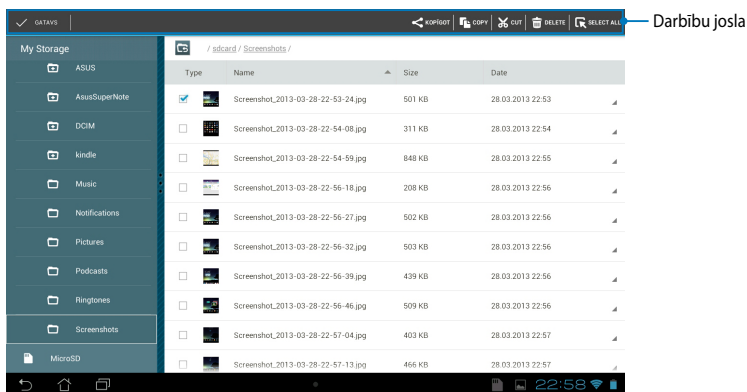 GATAVS KOPĪGOT COPY CUT DELETE SELECT ALL Darbību josla
My Storage / sdcard / Screenshots /
ASUS
AsusSuperNote
DCIM
kindle
Music
Notifications
Pictures
Podcasts
Ringtones
Screenshots
MicroSD
Type Name Size Date
Screenshot_2013-03-28-22-53-24.jpg 501 KB 28.03.2013 22:53
Screenshot_2013-03-28-22-54-08.jpg 311 KB 28.03.2013 22:54
Screenshot_2013-03-28-22-54-59.jpg 848 KB 28.03.2013 22:55
Screenshot_2013-03-28-22-56-18.jpg 208 KB 28.03.2013 22:56
Screenshot_2013-03-28-22-56-27.jpg 502 KB 28.03.2013 22:56
Screenshot_2013-03-28-22-56-32.jpg 503 KB 28.03.2013 22:56
Screenshot_2013-03-28-22-56-39.jpg 439 KB 28.03.2013 22:56
Screenshot_2013-03-28-22-56-46.jpg 509 KB 28.03.2013 22:56
Screenshot_2013-03-28-22-57-04.jpg 403 KB 28.03.2013 22:57
Screenshot_2013-03-28-22-57-13.jpg 466 KB 28.03.2013 22:57
22:58